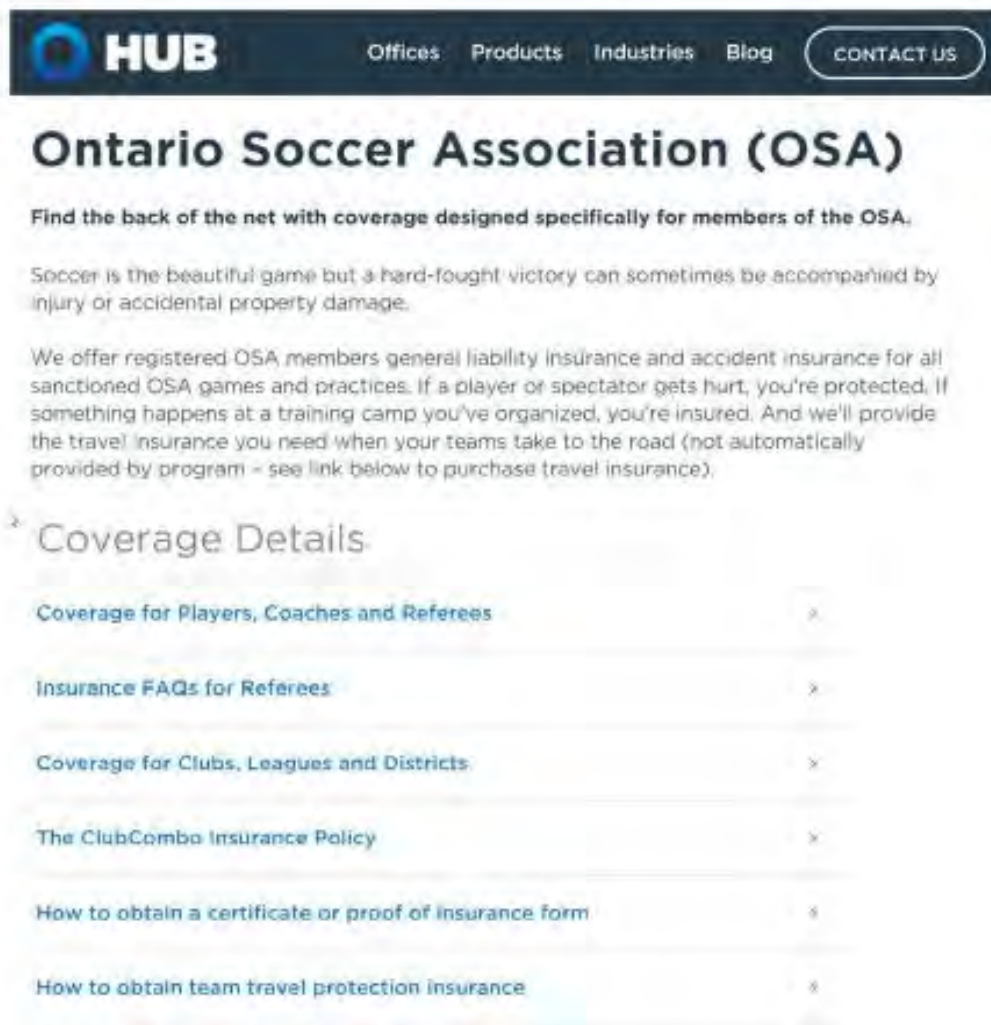 HUB Offices Products Industries Blog CONTACT US
Ontario Soccer Association (OSA)
Find the back of the net with coverage designed specifically for members of the OSA.
Soccer is the beautiful game but a hard-fought victory can sometimes be accompanied by
injury or accidental property damage.
We offer registered OSA members general liability insurance and accident insurance for all
sanctioned OSA games and practices. If a player or spectator gets hurt, you're protected. If
something happens at a training camp you've organized, you're insured. And we'll provide
the travel insurance you need when your teams take to the road (not automatically
provided by program – see link below to purchase travel insurance).
Coverage Details
Coverage for Players, Coaches and Referees
Insurance FAQs for Referees
Coverage for Clubs, Leagues and Districts
The ClubCombo Insurance Policy
How to obtain a certificate or proof of insurance form
How to obtain team travel protection insurance